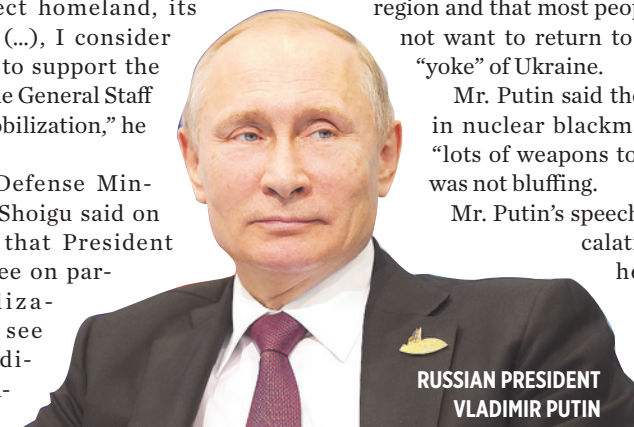 ect homeland, its
(...), I consider
to support the
e General Staff
bilization,” he
Defense Min-
Shoigu said on
that President
ee on par-
liza-
see
di-
region and that most peop
not want to return to
“yoke” of Ukraine.
Mr. Putin said the
in nuclear blackm
“lots of weapons to
was not bluffing.
Mr. Putin’s speech
calati
he
RUSSIAN PRESIDENT
VLADIMIR PUTIN